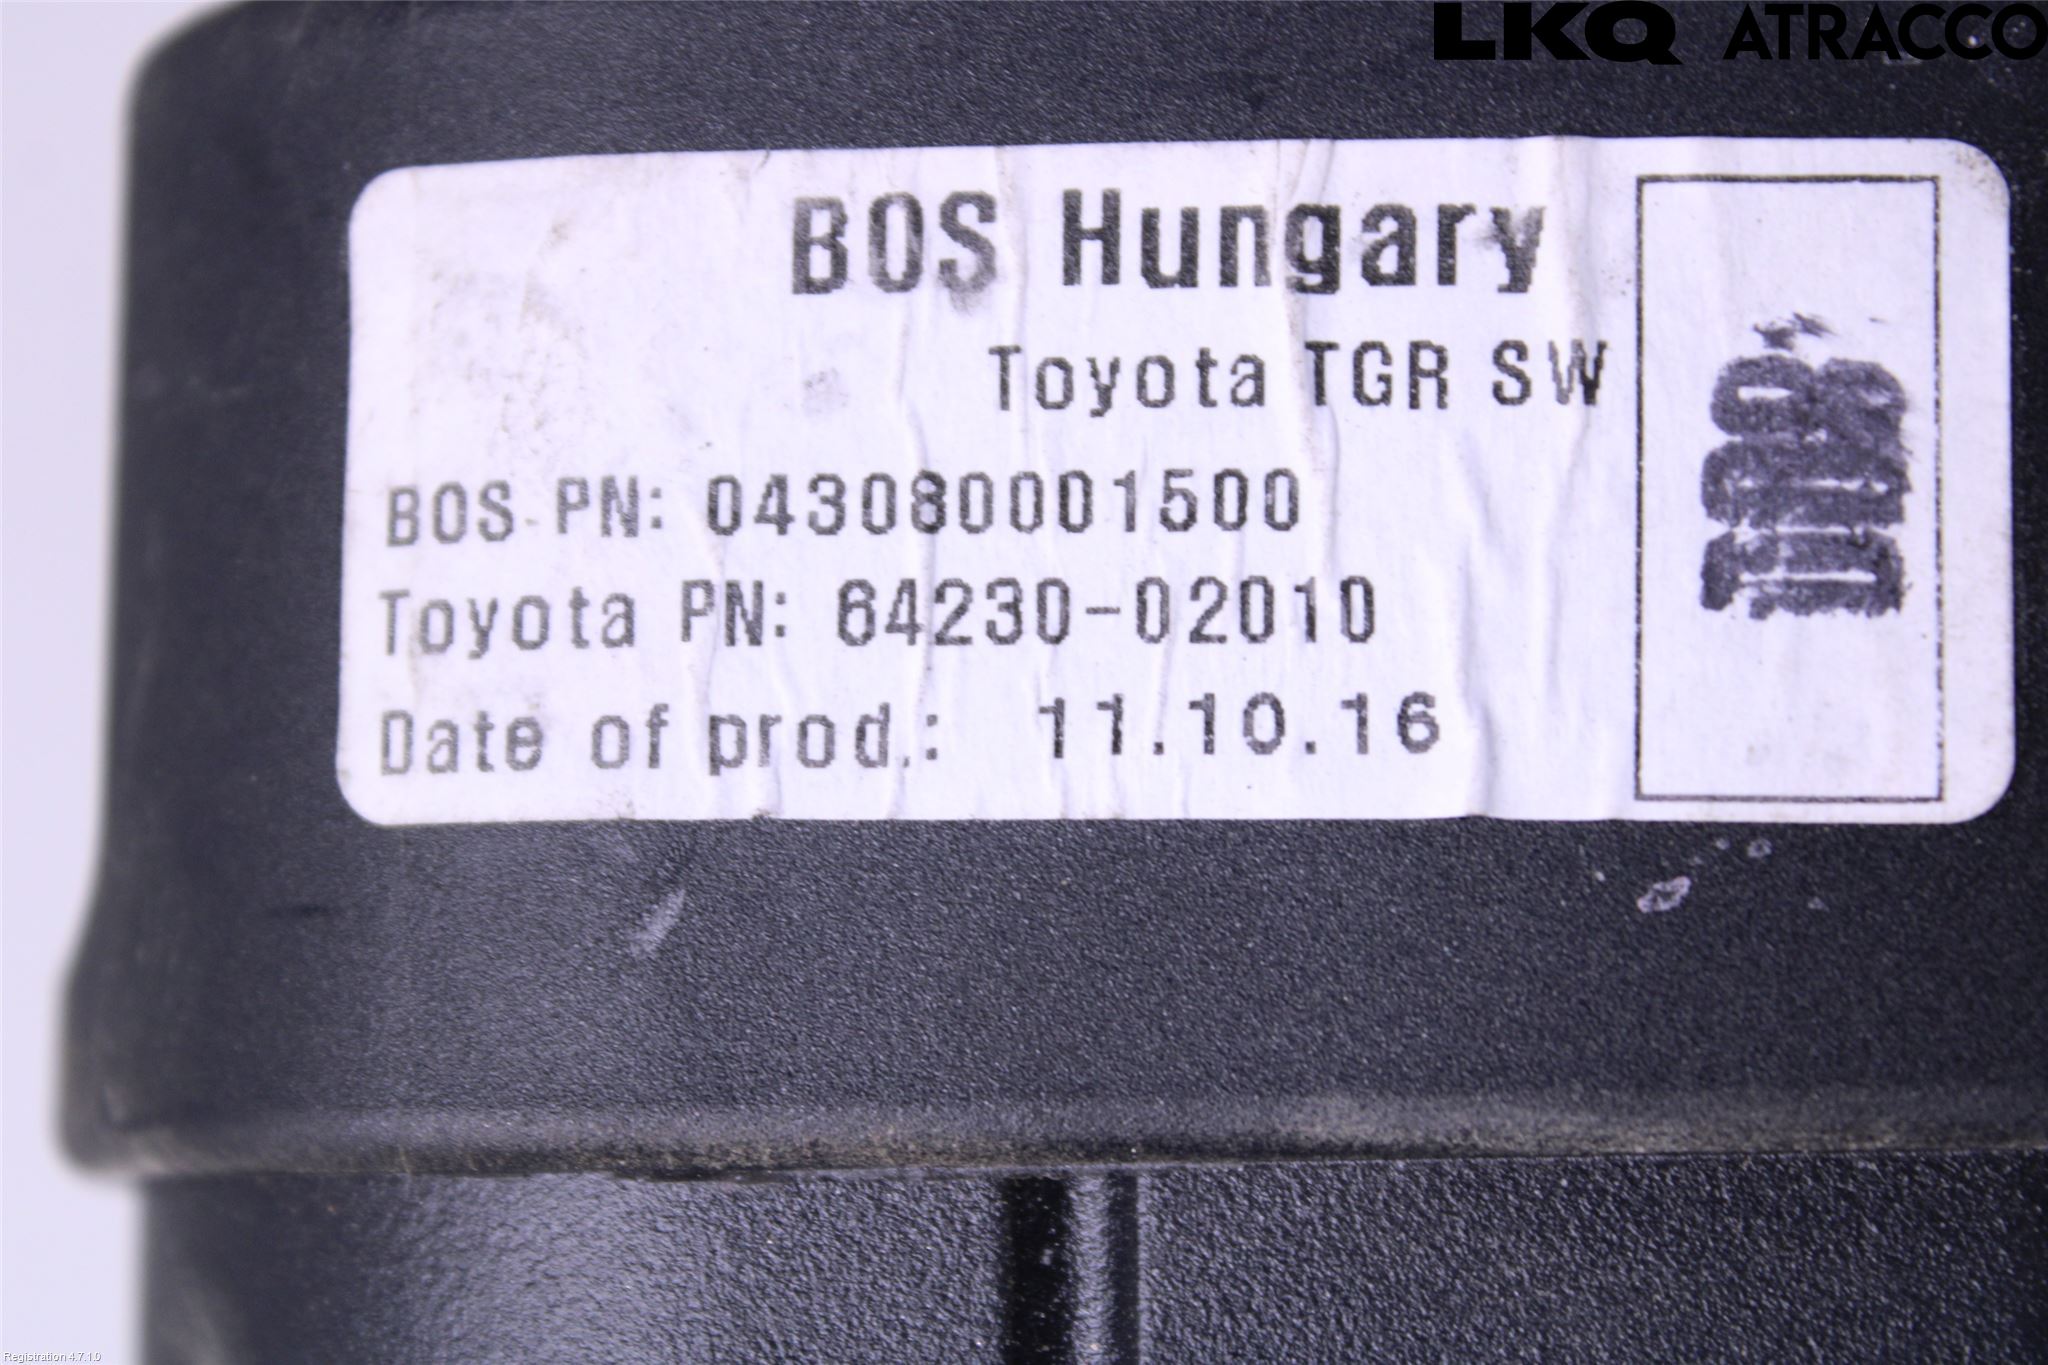 LKQ ATRACCO
BOS Hungary
Toyota TGR SW
BOS PN: 043080001500
Toyota PN: 64230-02010
Date of prod.: 11.10.16
Registration 4.7.1.0